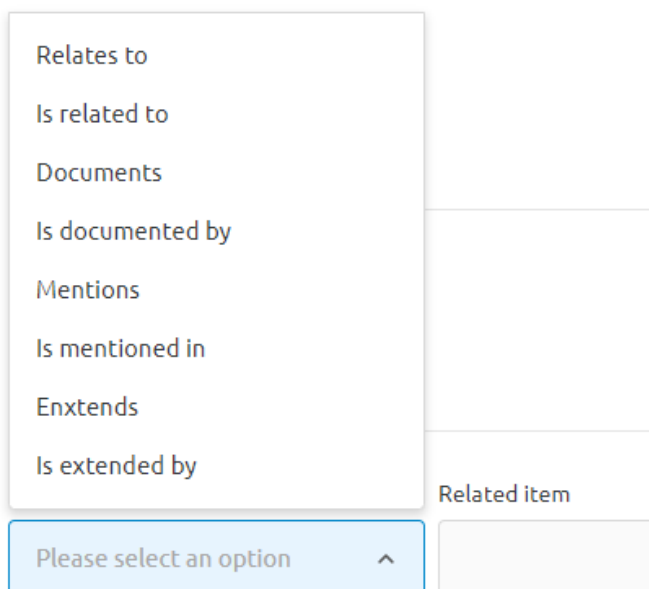 Relates to
Is related to
Documents
Is documented by
Mentions
Is mentioned in
Enxtends
Is extended by
Related item
Please select an option